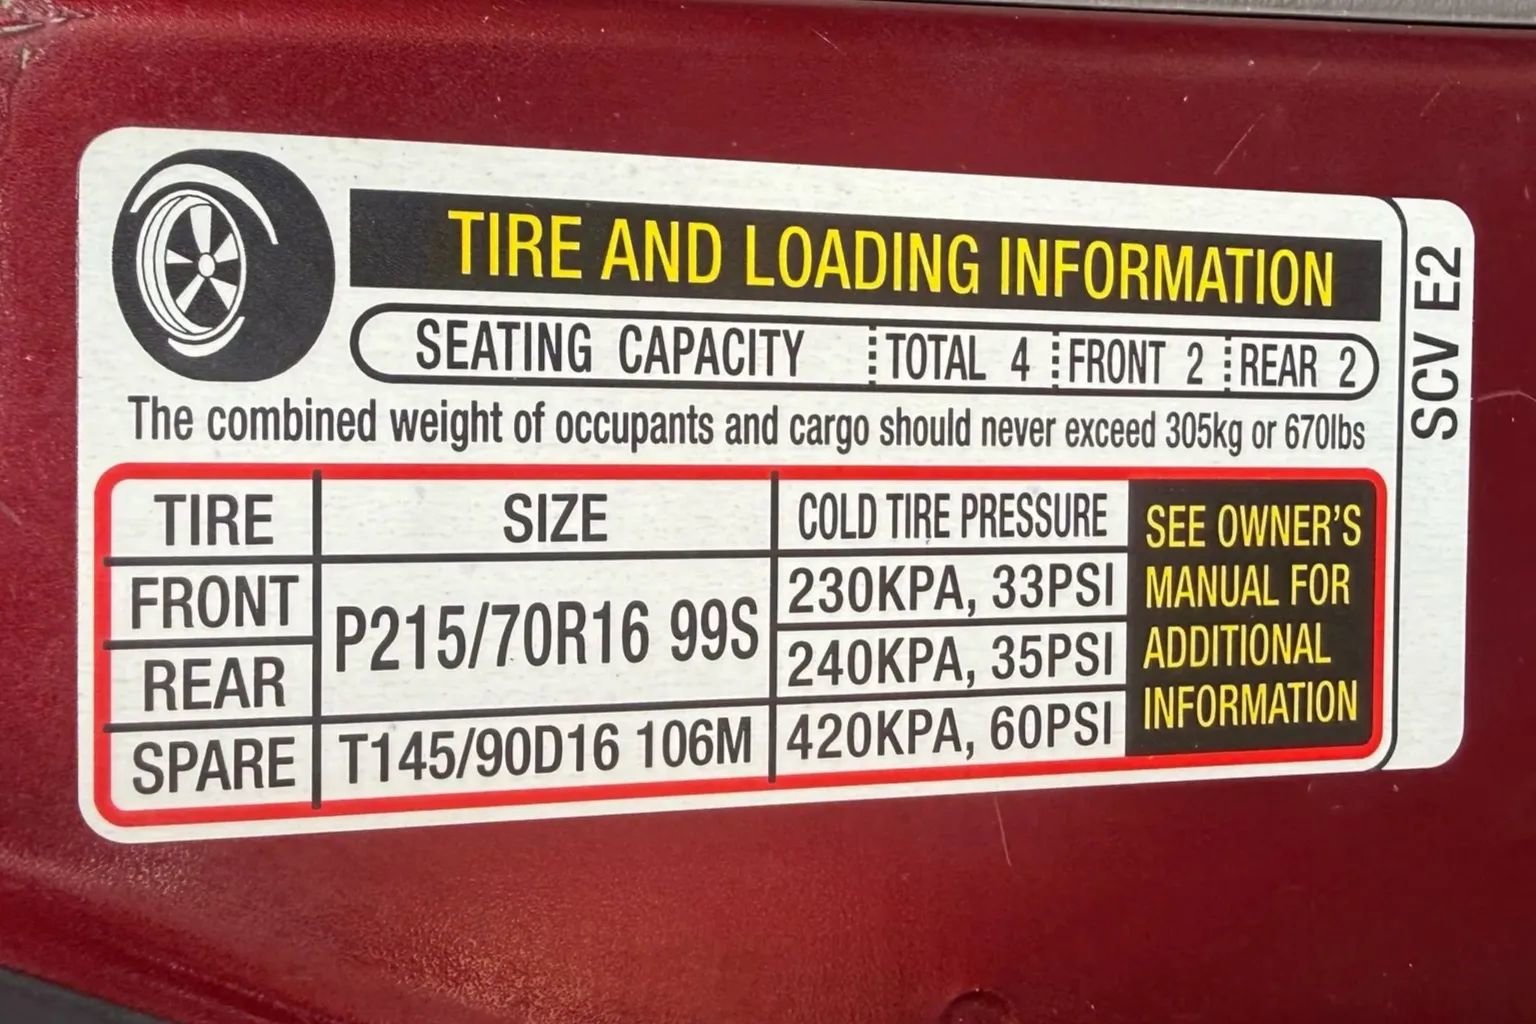 TIRE AND LOADING INFORMATION
SEATING CAPACITY TOTAL 4 FRONT 2 REAR 2
The combined weight of occupants and cargo should never exceed 305kg or 670lbs
TIRE SIZE COLD TIRE PRESSURE
FRONT P215/70R16 99S 230KPA, 33PSI
REAR 240KPA, 35PSI
SPARE T145/90D16 106M 420KPA, 60PSI
SEE OWNER'S
MANUAL FOR
ADDITIONAL
INFORMATION
SCV E2